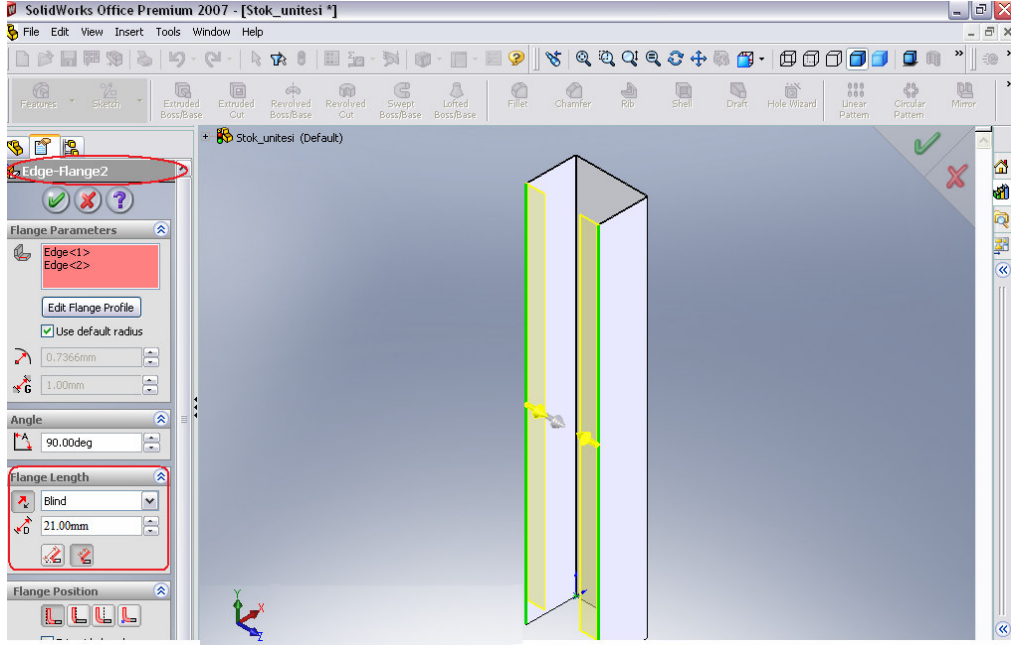 SolidWorks Office Premium 2007 - [Stok_unitesi *]
File Edit View Insert Tools Window Help
Features Sketch Extruded Boss/Base Extruded Cut Revolved Boss/Base Revolved Cut Swept Boss/Base Lofted Boss/Base Fillet Chamfer Rib Shell Draft Hole Wizard Linear Pattern Circular Pattern Mirror
Stok_unitesi (Default)
Edge-Flange2
Flange Parameters
Edge<1>
Edge<2>
Edit Flange Profile
Use default radius
0.7366mm
G
1.00mm
Angle
A
90.00deg
Flange Length
Blind
D
21.00mm
Flange Position
Y
X
Z